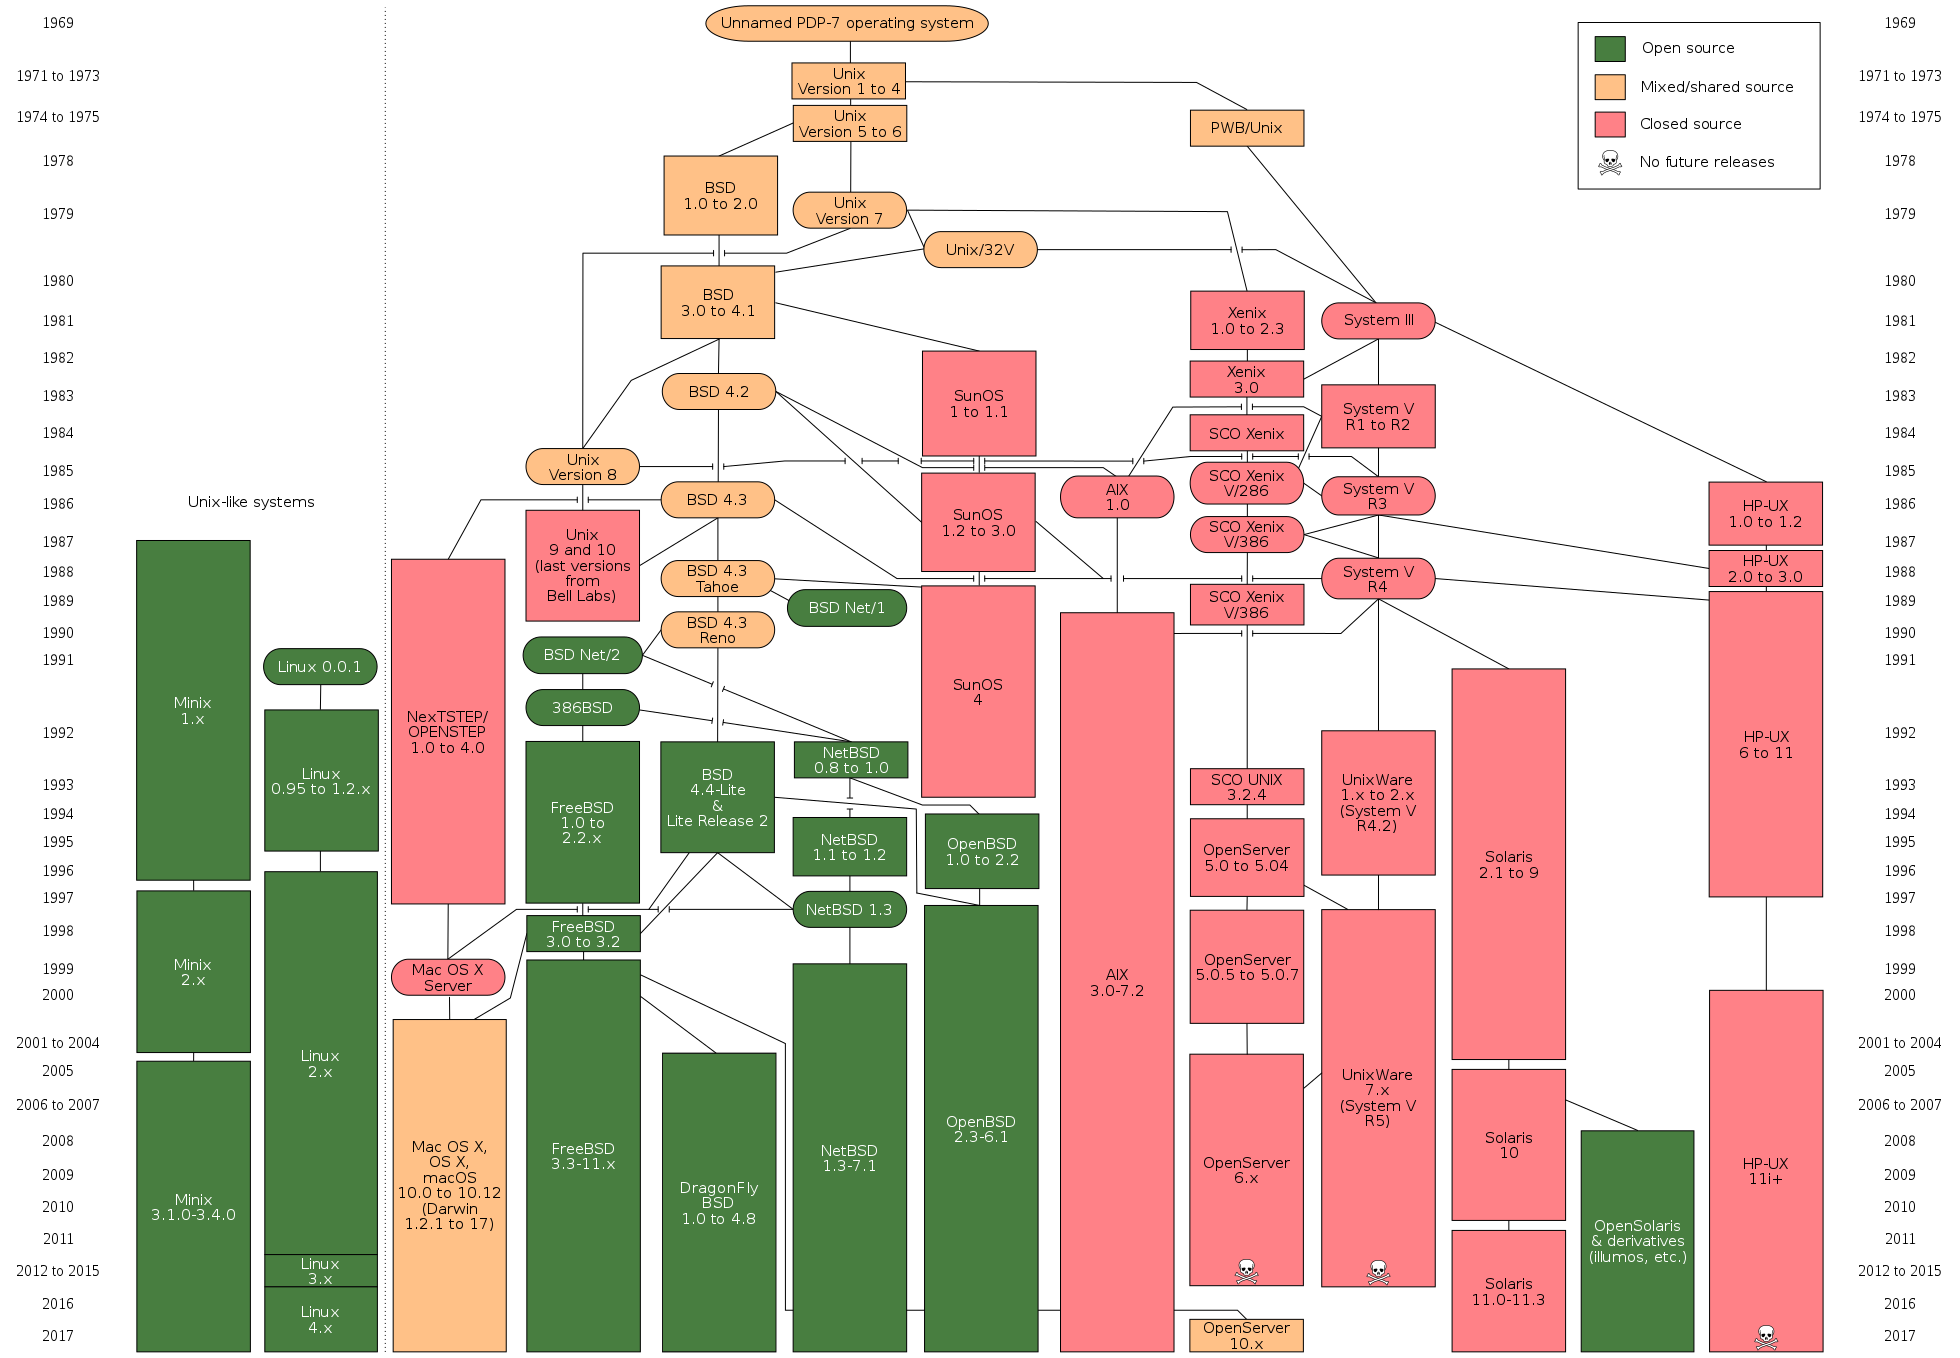 1969
1971 to 1973
1974 to 1975
1978
1979
1980
1981
1982
1983
1984
1985
1986
1987
1988
1989
1990
1991
1992
1993
1994
1995
1996
1997
1998
1999
2000
2001 to 2004
2005
2006 to 2007
2008
2009
2010
2011
2012 to 2015
2016
2017
Unix-like systems
Minix
1.x
Minix
2.x
Minix
3.1.0-3.4.0
Linux 0.0.1
Linux
0.95 to 1.2.x
Linux
2.x
Linux
3.x
Linux
4.x
Unnamed PDP-7 operating system
Unix
Version 1 to 4
Unix
Version 5 to 6
PWB/Unix
BSD
1.0 to 2.0
Unix
Version 7
Unix/32V
BSD
3.0 to 4.1
Xenix
1.0 to 2.3
System III
SunOS
1 to 1.1
Xenix
3.0
BSD 4.2
System V
R1 to R2
SCO Xenix
Unix
Version 8
SCO Xenix
V/286
BSD 4.3
SunOS
1.2 to 3.0
AIX
1.0
System V
R3
HP-UX
1.0 to 1.2
Unix
9 and 10
(last versions
from
Bell Labs)
SCO Xenix
V/386
HP-UX
2.0 to 3.0
NexTSTEP/
OPENSTEP
1.0 to 4.0
BSD 4.3
Tahoe
BSD Net/1
System V
R4
SCO Xenix
V/386
BSD 4.3
Reno
BSD Net/2
SunOS
4
386BSD
HP-UX
6 to 11
FreeBSD
1.0 to
2.2.x
BSD
4.4-Lite
&
Lite Release 2
NetBSD
0.8 to 1.0
SCO UNIX
3.2.4
UnixWare
1.x to 2.x
(System V
R4.2)
NetBSD
1.1 to 1.2
OpenBSD
1.0 to 2.2
OpenServer
5.0 to 5.04
Solaris
2.1 to 9
NetBSD 1.3
FreeBSD
3.0 to 3.2
Mac OS X
Server
OpenServer
5.0.5 to 5.0.7
AIX
3.0-7.2
Mac OS X,
OS X,
macOS
10.0 to 10.12
(Darwin
1.2.1 to 17)
FreeBSD
3.3-11.x
DragonFly
BSD
1.0 to 4.8
NetBSD
1.3-7.1
OpenBSD
2.3-6.1
OpenServer
6.x
UnixWare
7.x
(System V
R5)
Solaris
10
OpenSolaris
& derivatives
(illumos, etc.)
HP-UX
11i+
Solaris
11.0-11.3
OpenServer
10.x
Open source
Mixed/shared source
Closed source
No future releases
1969
1971 to 1973
1974 to 1975
1978
1979
1980
1981
1982
1983
1984
1985
1986
1987
1988
1989
1990
1991
1992
1993
1994
1995
1996
1997
1998
1999
2000
2001 to 2004
2005
2006 to 2007
2008
2009
2010
2011
2012 to 2015
2016
2017